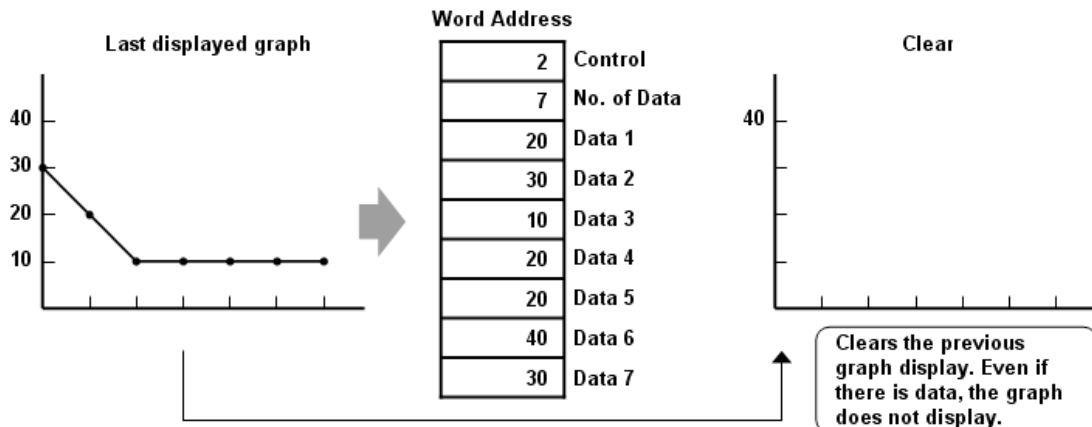 Word Address
Last displayed graph
Clear
40
30
20
10
2 Control
7 No. of Data
20 Data 1
30 Data 2
10 Data 3
20 Data 4
20 Data 5
40 Data 6
30 Data 7
40
Clears the previous
graph display. Even if
there is data, the graph
does not display.